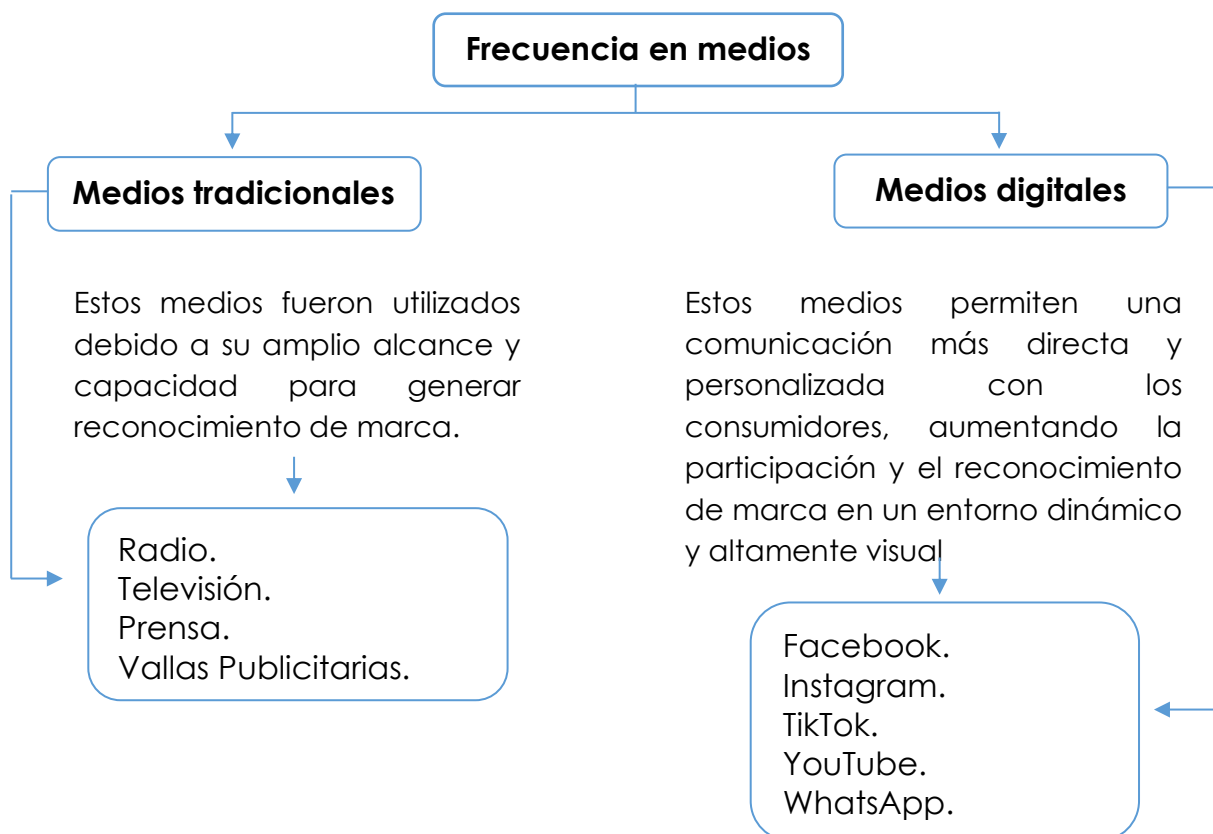 Frecuencia en medios
Medios tradicionales
Estos medios fueron utilizados
debido a su amplio alcance y
capacidad para generar
reconocimiento de marca.
Radio.
Televisión.
Prensa.
Vallas Publicitarias.
Medios digitales
Estos medios permiten una
comunicación más directa y
personalizada con los
consumidores, aumentando la
participación y el reconocimiento
de marca en un entorno dinámico
y altamente visual
Facebook.
Instagram.
TikTok.
YouTube.
WhatsApp.